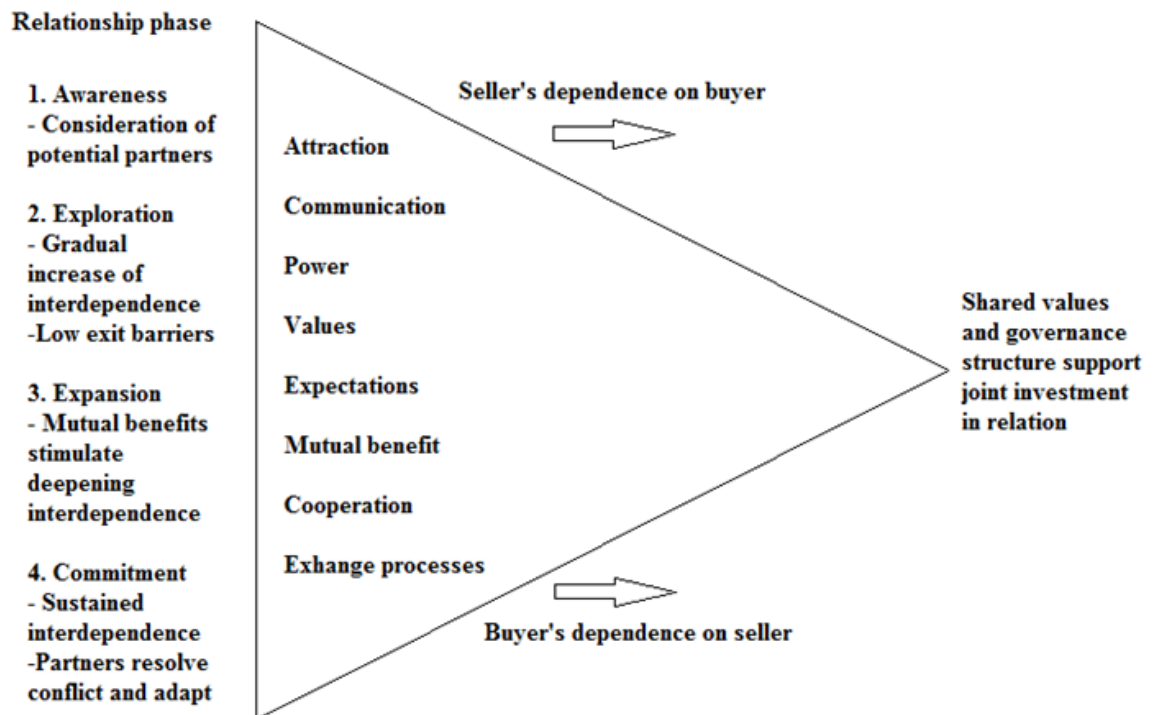 Relationship phase
1. Awareness
- Consideration of
potential partners
2. Exploration
- Gradual
increase of
interdependence
-Low exit barriers
3. Expansion
- Mutual benefits
stimulate
deepening
interdependence
4. Commitment
- Sustained
interdependence
-Partners resolve
conflict and adapt
Attraction
Communication
Power
Values
Expectations
Mutual benefit
Cooperation
Exhange processes
Seller's dependence on buyer
Buyer's dependence on seller
Shared values
and governance
structure support
joint investment
in relation